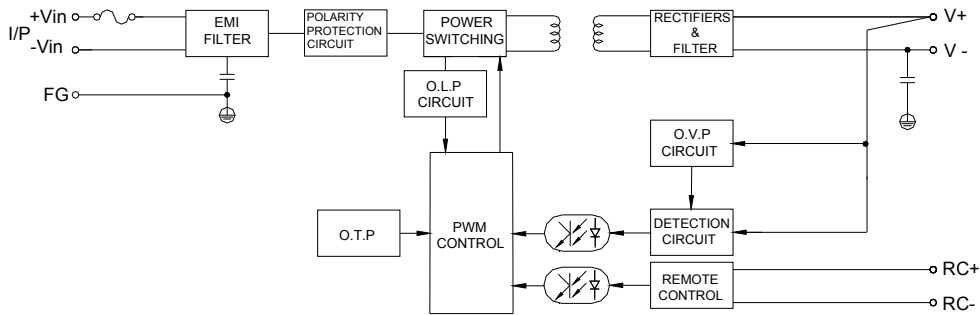 +Vin
I/P
-Vin
FG
EMI
FILTER
POLARITY
PROTECTION
CIRCUIT
POWER
SWITCHING
RECTIFIERS
&
FILTER
V+
V -
O.L.P
CIRCUIT
O.V.P
CIRCUIT
O.T.P
PWM
CONTROL
DETECTION
CIRCUIT
REMOTE
CONTROL
RC+
RC-